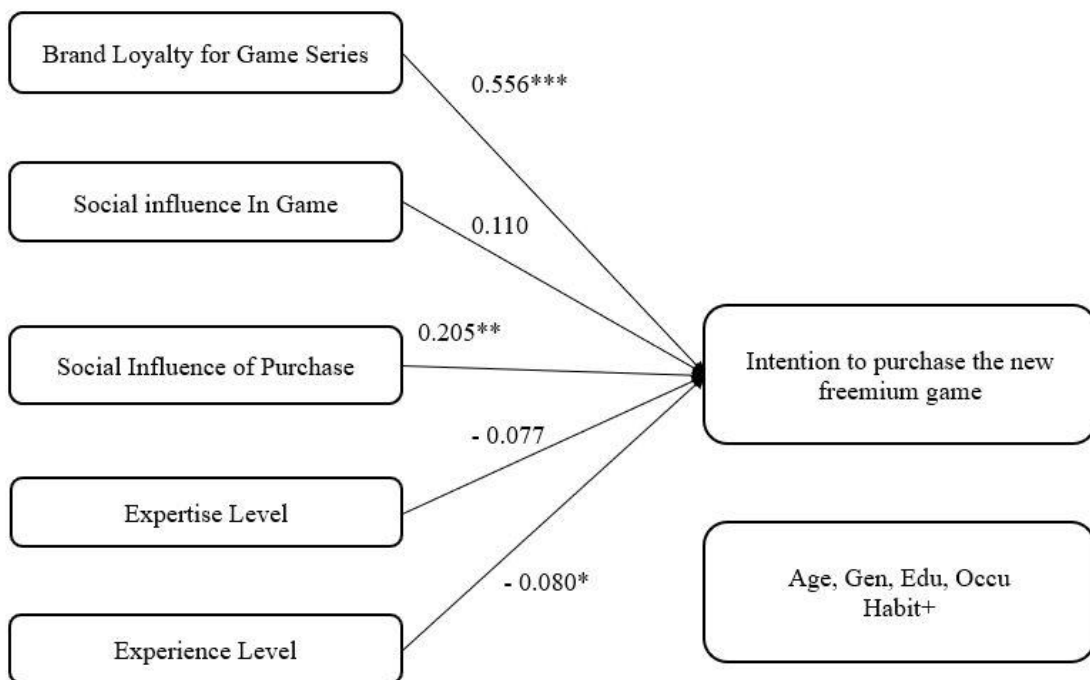 Brand Loyalty for Game Series
0.556***
Social influence In Game
0.110
Social Influence of Purchase
0.205**
Intention to purchase the new
freemium game
- 0.077
Expertise Level
- 0.080*
Experience Level
Age, Gen, Edu, Occu
Habit+